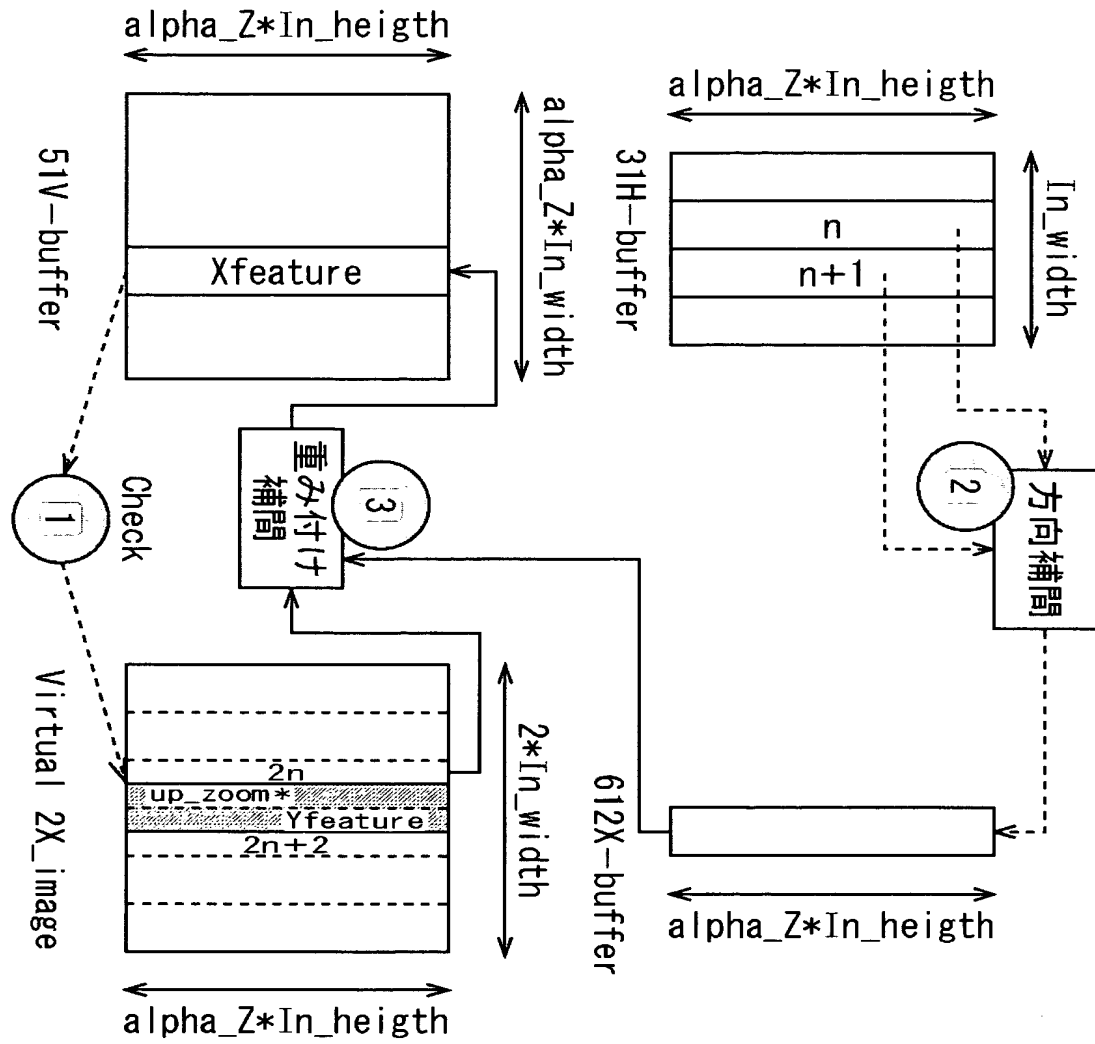 alpha_Z*In_heigth
alpha_Z*In_width
51V-buffer
Xfeature
alpha_Z*In_heigth
In_width
31H-buffer
n
n+1
1
Check
重み付け
補間
3
2
方向補間
Virtual 2X_image
2n
up_zoom*
Yfeature
2n+2
2*In_width
alpha_Z*In_heigth
612X-buffer
alpha_Z*In_heigth